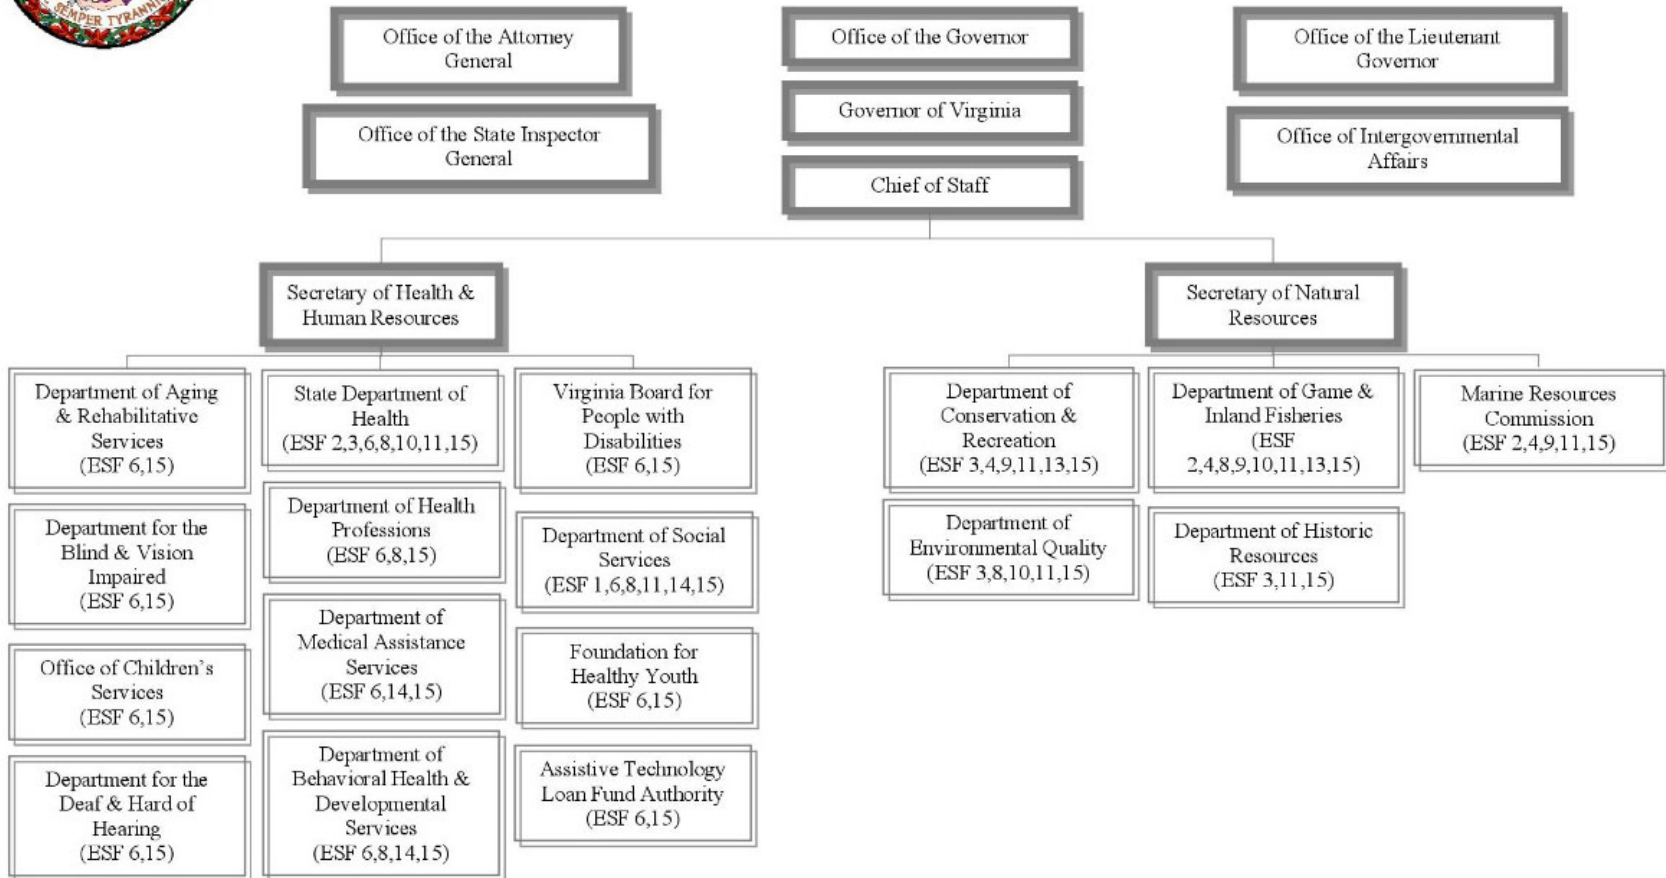 SEMPER TYRANNIS
Office of the Attorney
General
Office of the Governor
Office of the Lieutenant
Governor
Office of the State Inspector
General
Governor of Virginia
Office of Intergovernmental
Affairs
Chief of Staff
Secretary of Health &
Human Resources
Secretary of Natural
Resources
Department of Aging
& Rehabilitative
Services
(ESF 6,15)
Department for the
Blind & Vision
Impaired
(ESF 6,15)
Office of Children’s
Services
(ESF 6,15)
Department for the
Deaf & Hard of
Hearing
(ESF 6,15)
State Department of
Health
(ESF 2,3,6,8,10,11,15)
Department of Health
Professions
(ESF 6,8,15)
Department of
Medical Assistance
Services
(ESF 6,14,15)
Department of
Behavioral Health &
Developmental
Services
(ESF 6,8,14,15)
Virginia Board for
People with
Disabilities
(ESF 6,15)
Department of Social
Services
(ESF 1,6,8,11,14,15)
Foundation for
Healthy Youth
(ESF 6,15)
Assistive Technology
Loan Fund Authority
(ESF 6,15)
Department of
Conservation &
Recreation
(ESF 3,4,9,11,13,15)
Department of
Environmental Quality
(ESF 3,8,10,11,15)
Department of Game &
Inland Fisheries
(ESF
2,4,8,9,10,11,13,15)
Department of Historic
Resources
(ESF 3,11,15)
Marine Resources
Commission
(ESF 2,4,9,11,15)